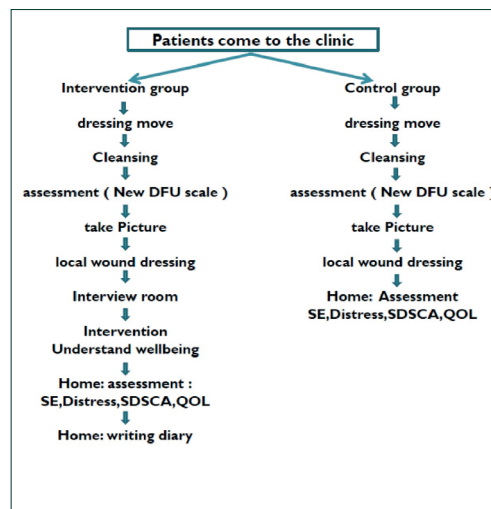 Patients come to the clinic
Intervention group
dressing move
Cleansing
assessment ( New DFU scale )
take Picture
local wound dressing
Interview room
Intervention
Understand wellbeing
Home: assessment :
SE,Distress,SDSCA,QOL
Home: writing diary
Control group
dressing move
Cleansing
assessment ( New DFU scale )
take Picture
local wound dressing
Home: Assessment
SE,Distress,SDSCA,QOL